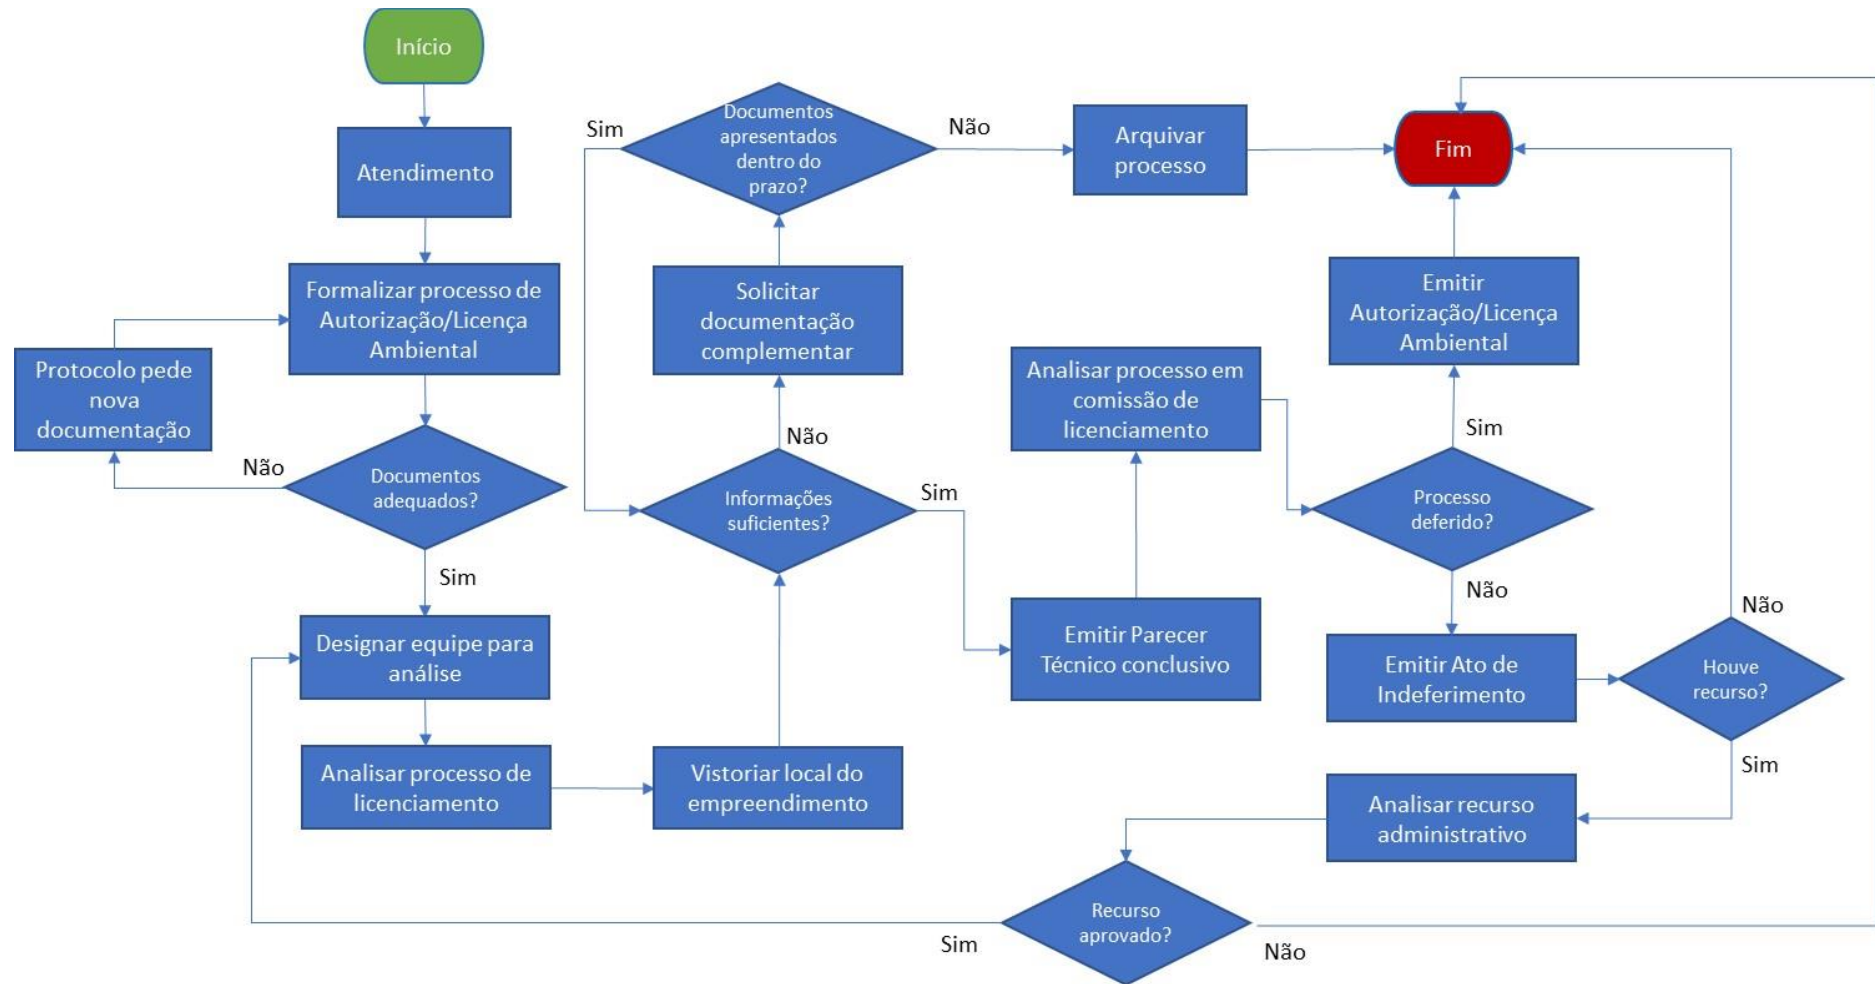 Início
Atendimento
Formalizar processo de
Autorização/Licença
Ambiental
Protocolo pede
nova
documentação
Não
Documentos
adequados?
Sim
Designar equipe para
análise
Analisar processo de
licenciamento
Vistoriar local do
empreendimento
Informações
suficientes?
Não
Sim
Solicitar
documentação
complementar
Documentos
apresentados
dentro do
prazo?
Sim
Não
Arquivar
processo
Fim
Emitir Parecer
Técnico conclusivo
Analisar processo em
comissão de
licenciamento
Processo
deferido?
Sim
Emitir
Autorização/Licença
Ambiental
Não
Emitir Ato de
Indeferimento
Houve
recurso?
Não
Sim
Analisar recurso
administrativo
Recurso
aprovado?
Sim
Não